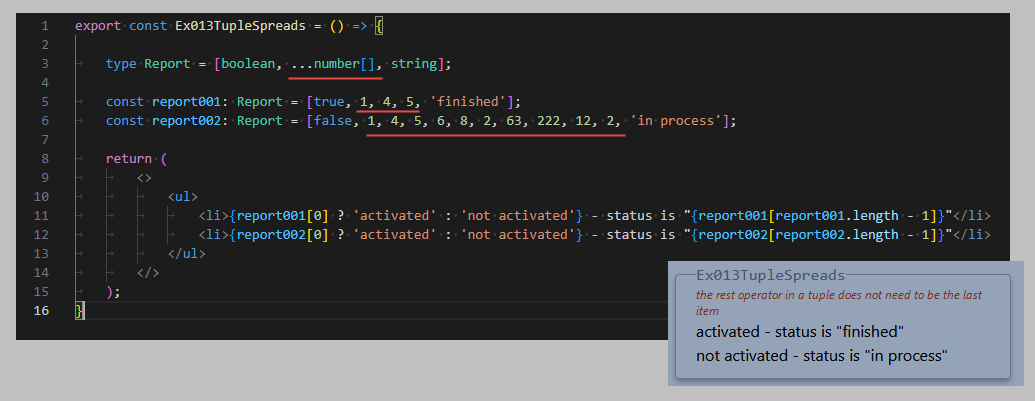 1 export const Ex013TupleSpreads = () => {
2
3 type Report = [boolean, ...number[], string];
4
5 const report001: Report = [true, 1, 4, 5, 'finished'];
6 const report002: Report = [false, 1, 4, 5, 6, 8, 2, 63, 222, 12, 2, 'in process'];
7
8 return (
9 <>
10 <ul>
11 <li>{report001[0] ? 'activated' : 'not activated'} - status is "{report001[report001.length - 1]}"</li>
12 <li>{report002[0] ? 'activated' : 'not activated'} - status is "{report002[report002.length - 1]}"</li>
13 </ul>
14 </>
15 );
16 }
Ex013TupleSpreads
the rest operator in a tuple does not need to be the last
item
activated - status is "finished"
not activated - status is "in process"